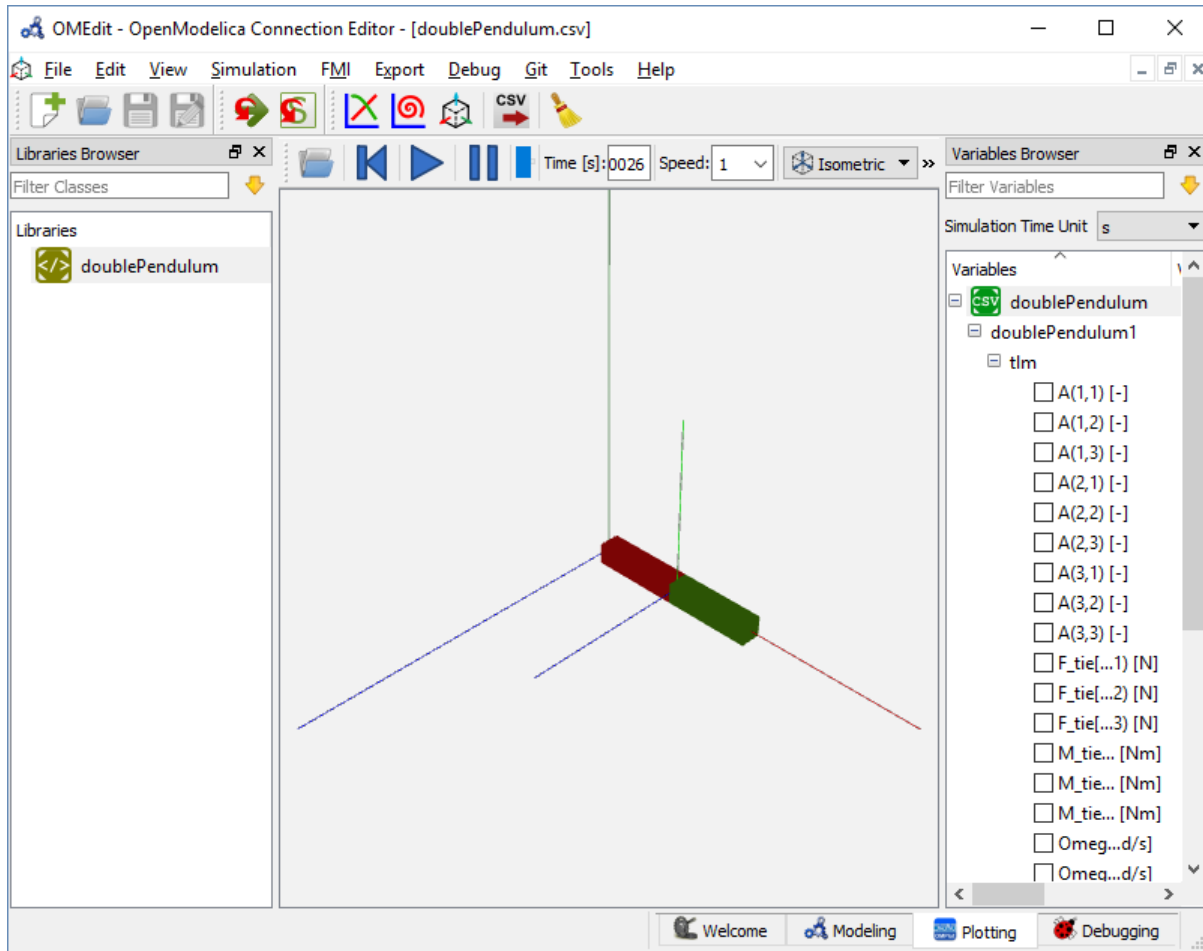 OMEdit - OpenModelica Connection Editor - [doublePendulum.csv]
File Edit View Simulation FMI Export Debug Git Tools Help
CSV
Libraries Browser
Filter Classes
Libraries
</> doublePendulum
Time [s]: 0026 Speed: 1 Isometric »
Variables Browser
Filter Variables
Simulation Time Unit s
Variables
csv doublePendulum
doublePendulum1
tlm
A(1,1) [-]
A(1,2) [-]
A(1,3) [-]
A(2,1) [-]
A(2,2) [-]
A(2,3) [-]
A(3,1) [-]
A(3,2) [-]
A(3,3) [-]
F_tie[...1) [N]
F_tie[...2) [N]
F_tie[...3) [N]
M_tie... [Nm]
M_tie... [Nm]
M_tie... [Nm]
Omeg...d/s]
Omeg...d/s]
Welcome Modeling Plotting Debugging